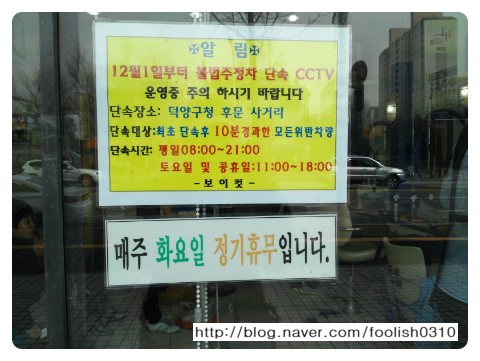 ✠알 림✠
12월1일부터 불법주정차 단속 CCTV
운영중 주의 하시기 바랍니다
단속장소: 덕양구청 후문 사거리
단속대상:최초 단속후 10분경과한 모든위반차량
단속시간: 평일08:00~21:00
토요일 및 공휴일:11:00~18:00
-보이컷-
매주 화요일 정기휴무입니다.
http://blog.naver.com/foolish0310